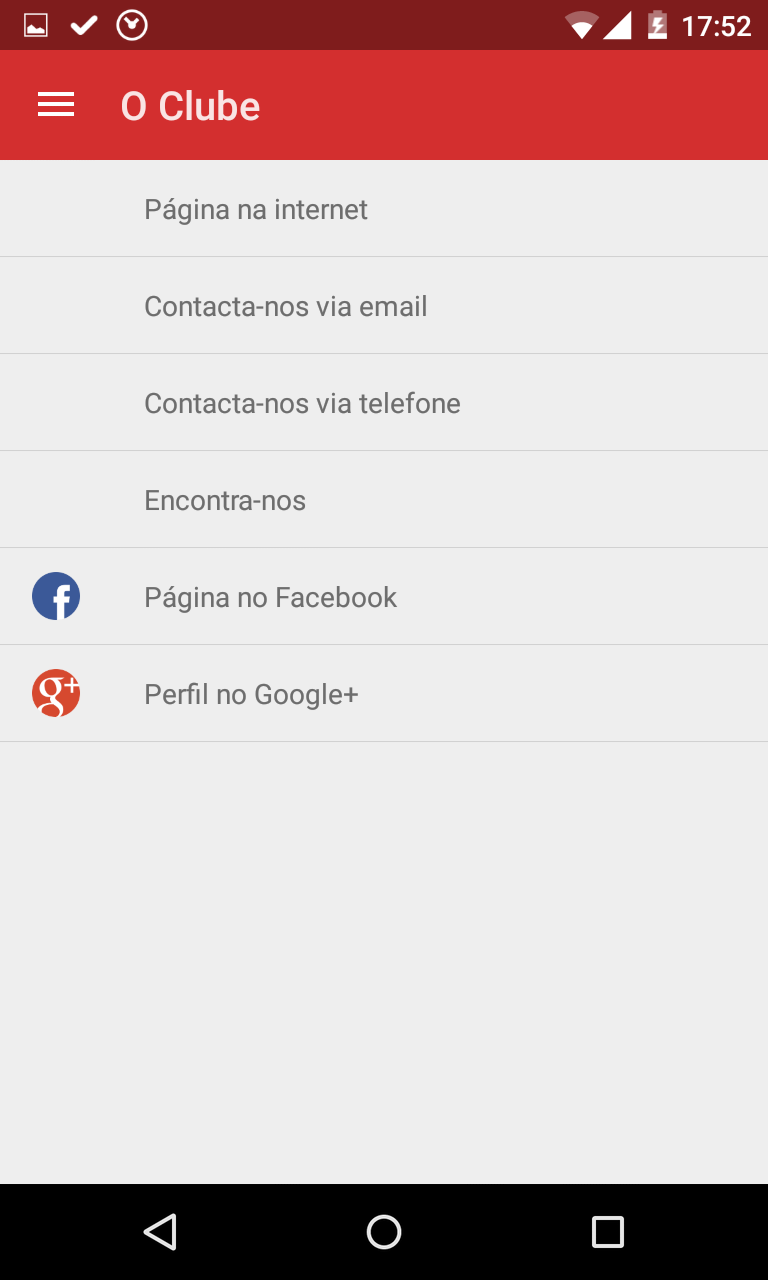 17:52
O Clube
Página na internet
Contacta-nos via email
Contacta-nos via telefone
Encontra-nos
Página no Facebook
Perfil no Google+